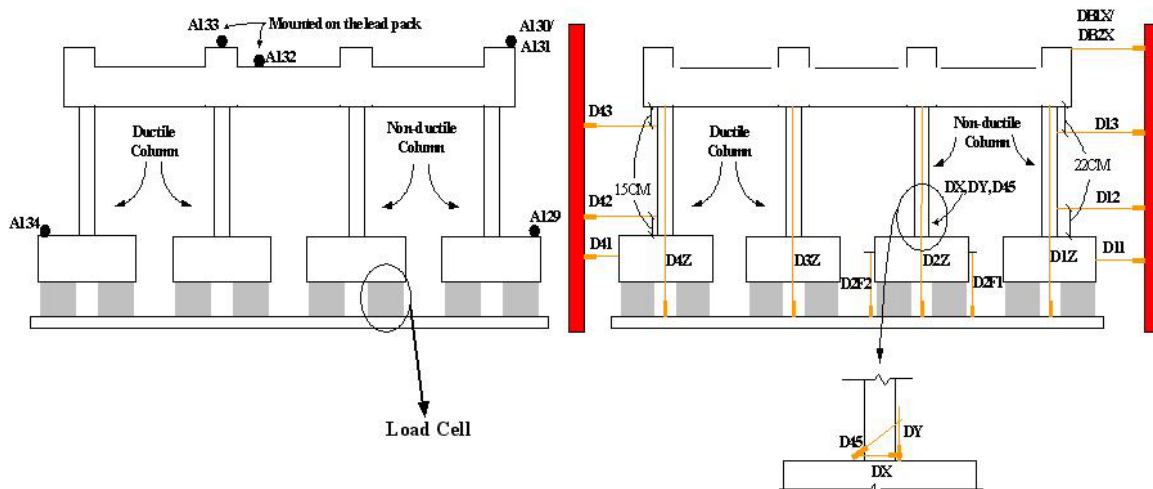 A133
Mounted on the lead pack
A130/
A131
A132
Ductile
Column
Non-ductile
Column
A134
A129
Load Cell
DB1X/
DB2X
D43
D13
Ductile
Column
Non-ductile
Column
15CM
22CM
DX,DY,D45
D42
D12
D41
D11
D4Z
D3Z
D2Z
D1Z
D2F2
D2F1
D45
DY
DX